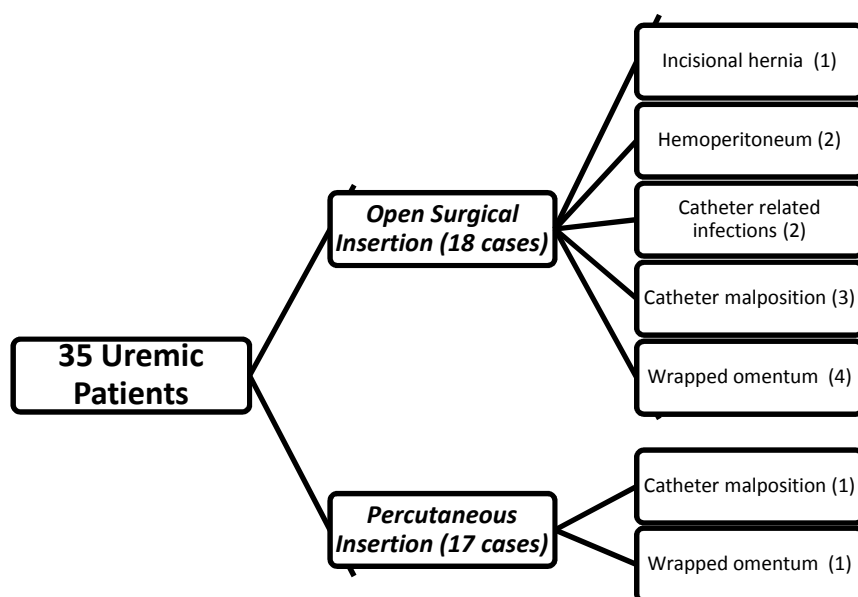 35 Uremic
Patients
Open Surgical
Insertion (18 cases)
Incisional hernia (1)
Hemoperitoneum (2)
Catheter related
infections (2)
Catheter malposition (3)
Wrapped omentum (4)
Percutaneous
Insertion (17 cases)
Catheter malposition (1)
Wrapped omentum (1)